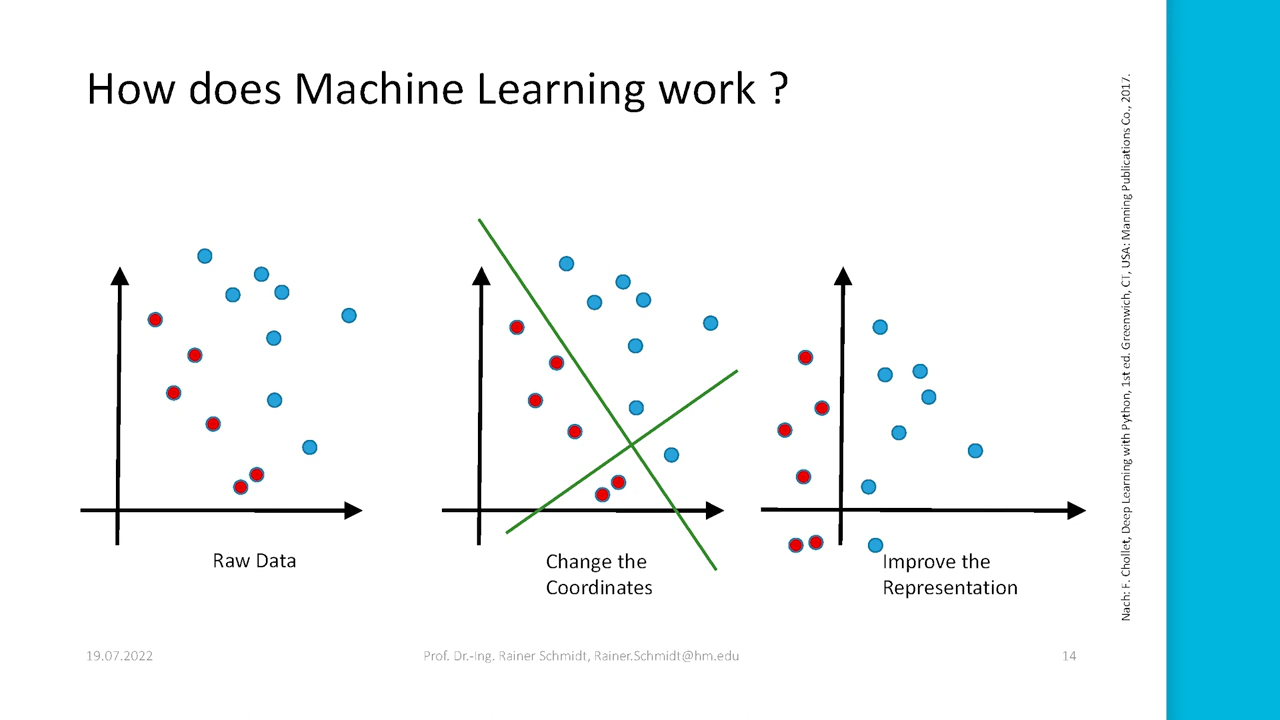 How does Machine Learning work ?
Raw Data
Change the
Coordinates
Improve the
Representation
Nach: F. Chollet, Deep Learning with Python, 1st ed. Greenwich, CT, USA: Manning Publications Co., 2017.
19.07.2022
Prof. Dr.-Ing. Rainer Schmidt, Rainer.Schmidt@hm.edu
14